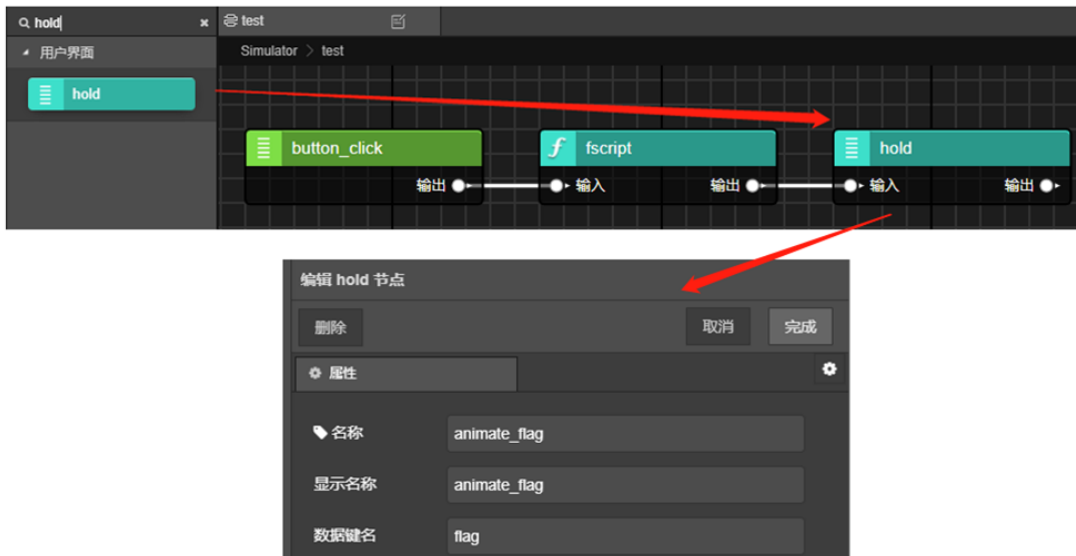 hold
test
用户界面
Simulator > test
hold
button_click
fscript
hold
输出
输入
输出
输入
输出
编辑 hold 节点
删除
取消
完成
属性
名称
animate_flag
显示名称
animate_flag
数据键名
flag